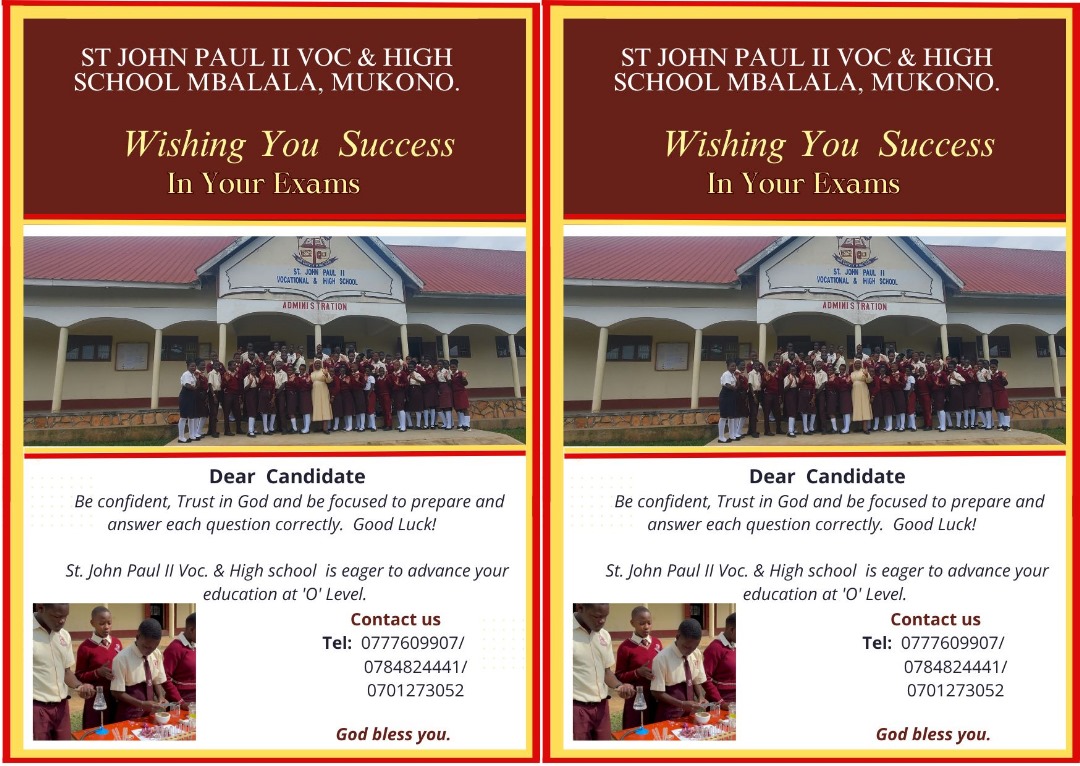 ST JOHN PAUL II VOC & HIGH
SCHOOL MBALALA, MUKONO.
Wishing You Success
In Your Exams
ST. JOHN PAUL II
VOCATIONAL & HIGH SCHOOL
ADMINISTRATION
Dear Candidate
Be confident, Trust in God and be focused to prepare and
answer each question correctly. Good Luck!
St. John Paul II Voc. & High school is eager to advance your
education at 'O' Level.
Contact us
Tel: 0777609907/
0784824441/
0701273052
God bless you.
ST JOHN PAUL II VOC & HIGH
SCHOOL MBALALA, MUKONO.
Wishing You Success
In Your Exams
ST. JOHN PAUL II
VOCATIONAL & HIGH SCHOOL
ADMINISTRATION
Dear Candidate
Be confident, Trust in God and be focused to prepare and
answer each question correctly. Good Luck!
St. John Paul II Voc. & High school is eager to advance your
education at 'O' Level.
Contact us
Tel: 0777609907/
0784824441/
0701273052
God bless you.